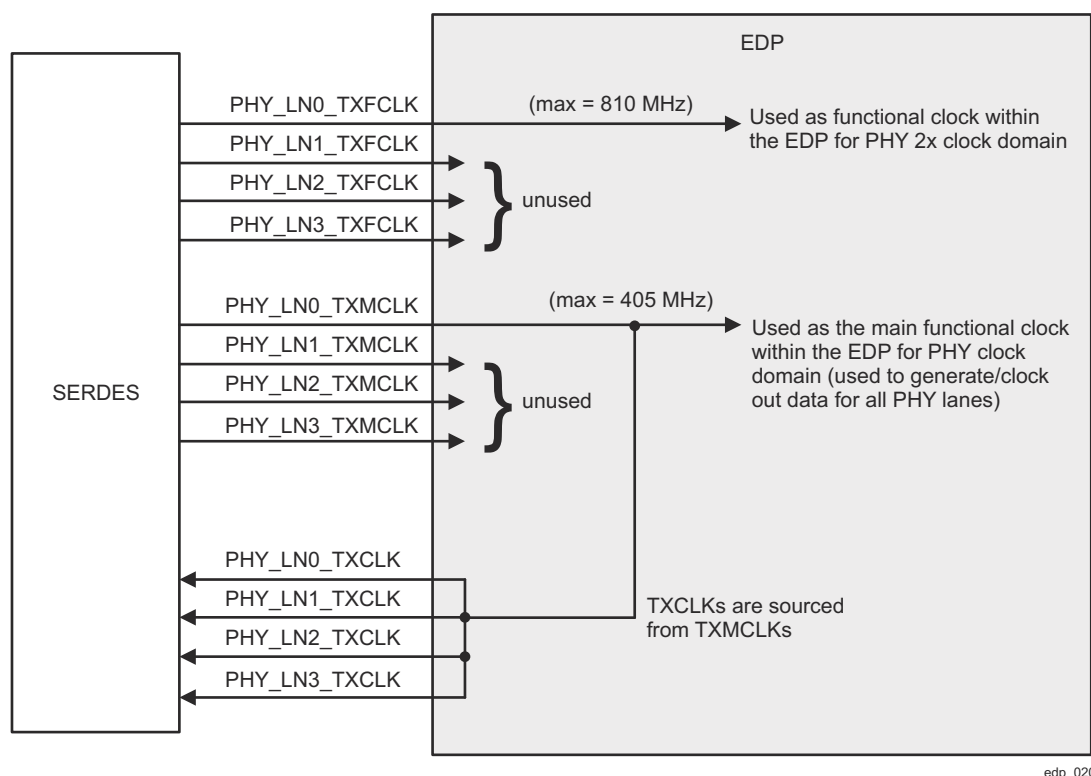 EDP
PHY_LN0_TXFCLK
(max = 810 MHz)
Used as functional clock within
the EDP for PHY 2x clock domain
PHY_LN1_TXFCLK
PHY_LN2_TXFCLK
unused
PHY_LN3_TXFCLK
PHY_LN0_TXMCLK
(max = 405 MHz)
Used as the main functional clock
within the EDP for PHY clock
domain (used to generate/clock
out data for all PHY lanes)
PHY_LN1_TXMCLK
SERDES
PHY_LN2_TXMCLK
unused
PHY_LN3_TXMCLK
PHY_LN0_TXCLK
PHY_LN1_TXCLK
TXCLKs are sourced
from TXMCLKs
PHY_LN2_TXCLK
PHY_LN3_TXCLK